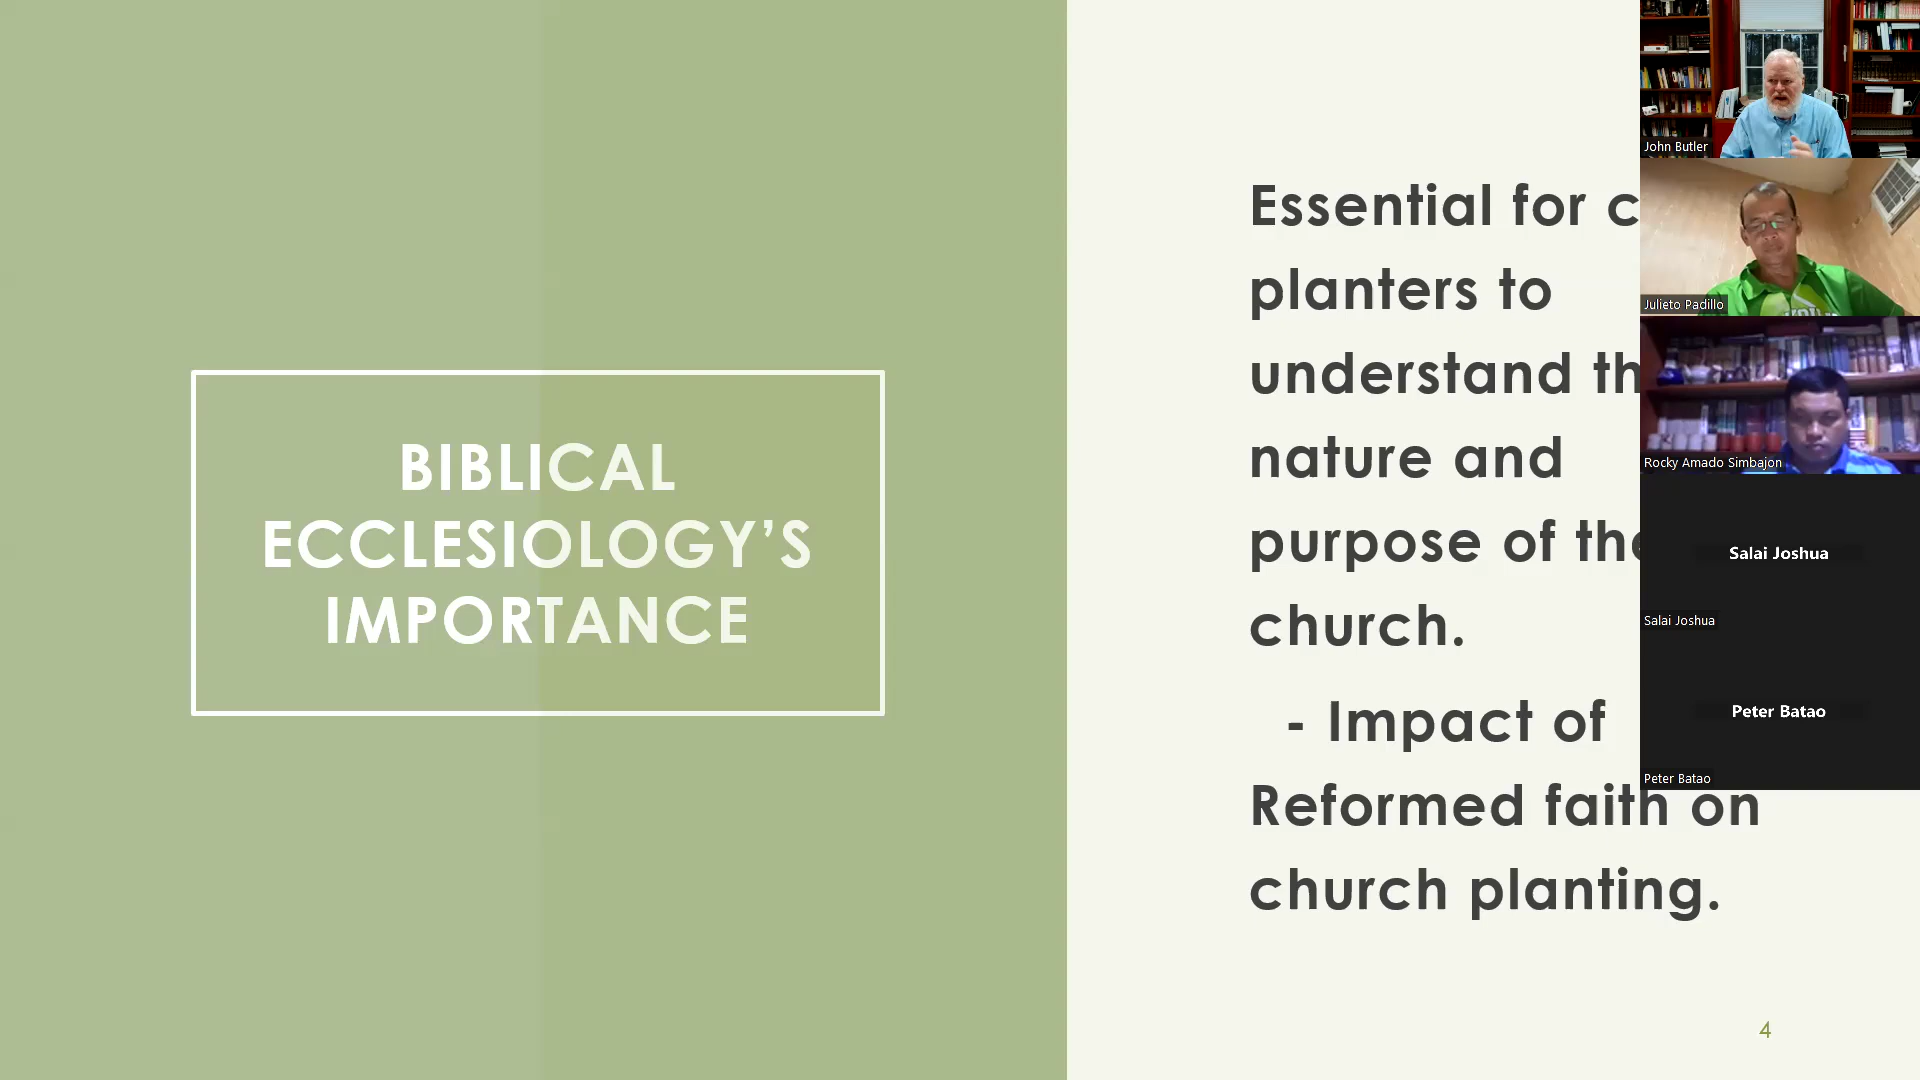 BIBLICAL
ECCLESIOLOGY’S
IMPORTANCE
Essential for
planters to
understand
nature and
purpose of the
church.
- Impact of
Reformed faith on
church planting.
4
John Butler
Julieto Padillo
Rocky Amado Simbajon
Salai Joshua
Salai Joshua
Peter Batao
Peter Batao